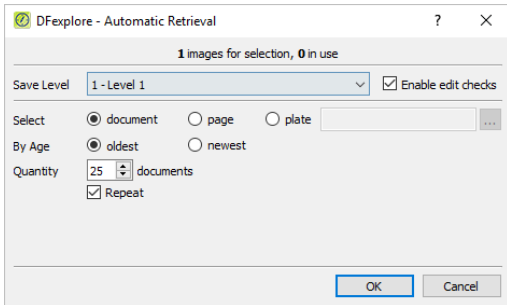 DFexplore - Automatic Retrieval ?
1 images for selection, 0 in use
Save Level 1 - Level 1 Enable edit checks
Select document page plate ...
By Age oldest newest
Quantity 25 documents
Repeat
OK Cancel